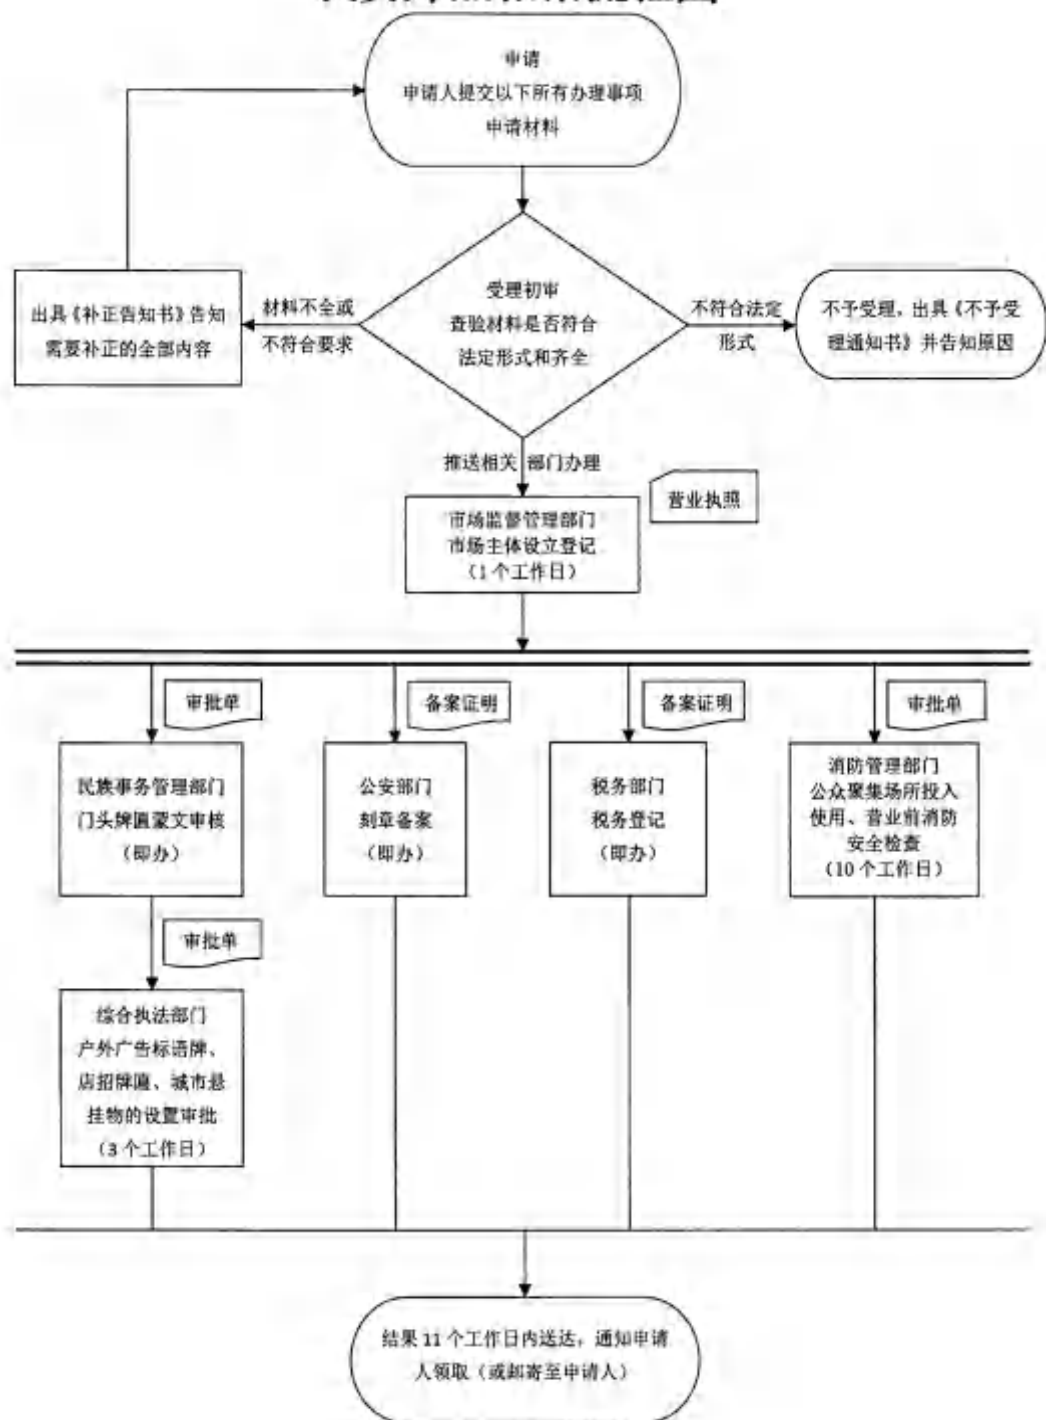 申请
申请人提交以下所有办理事项
申请材料
受理初审
查验材料是否符合
法定形式和齐全
材料不全或
不符合要求
出具《补正告知书》告知
需要补正的全部内容
不符合法定
形式
不予受理，出具《不予受
理通知书》并告知原因
推送相关 部门办理
营业执照
市场监督管理部门
市场主体设立登记
（1个工作日）
审批单
备案证明
备案证明
审批单
民族事务管理部门
门头牌匾蒙文审核
（即办）
公安部门
刻章备案
（即办）
税务部门
税务登记
（即办）
消防管理部门
公众聚集场所投入
使用、营业前消防
安全检查
（10个工作日）
审批单
综合执法部门
户外广告标语牌、
店招牌匾、城市悬
挂物的设置审批
（3个工作日）
结果11个工作日内送达，通知申请
人领取（或邮寄至申请人）